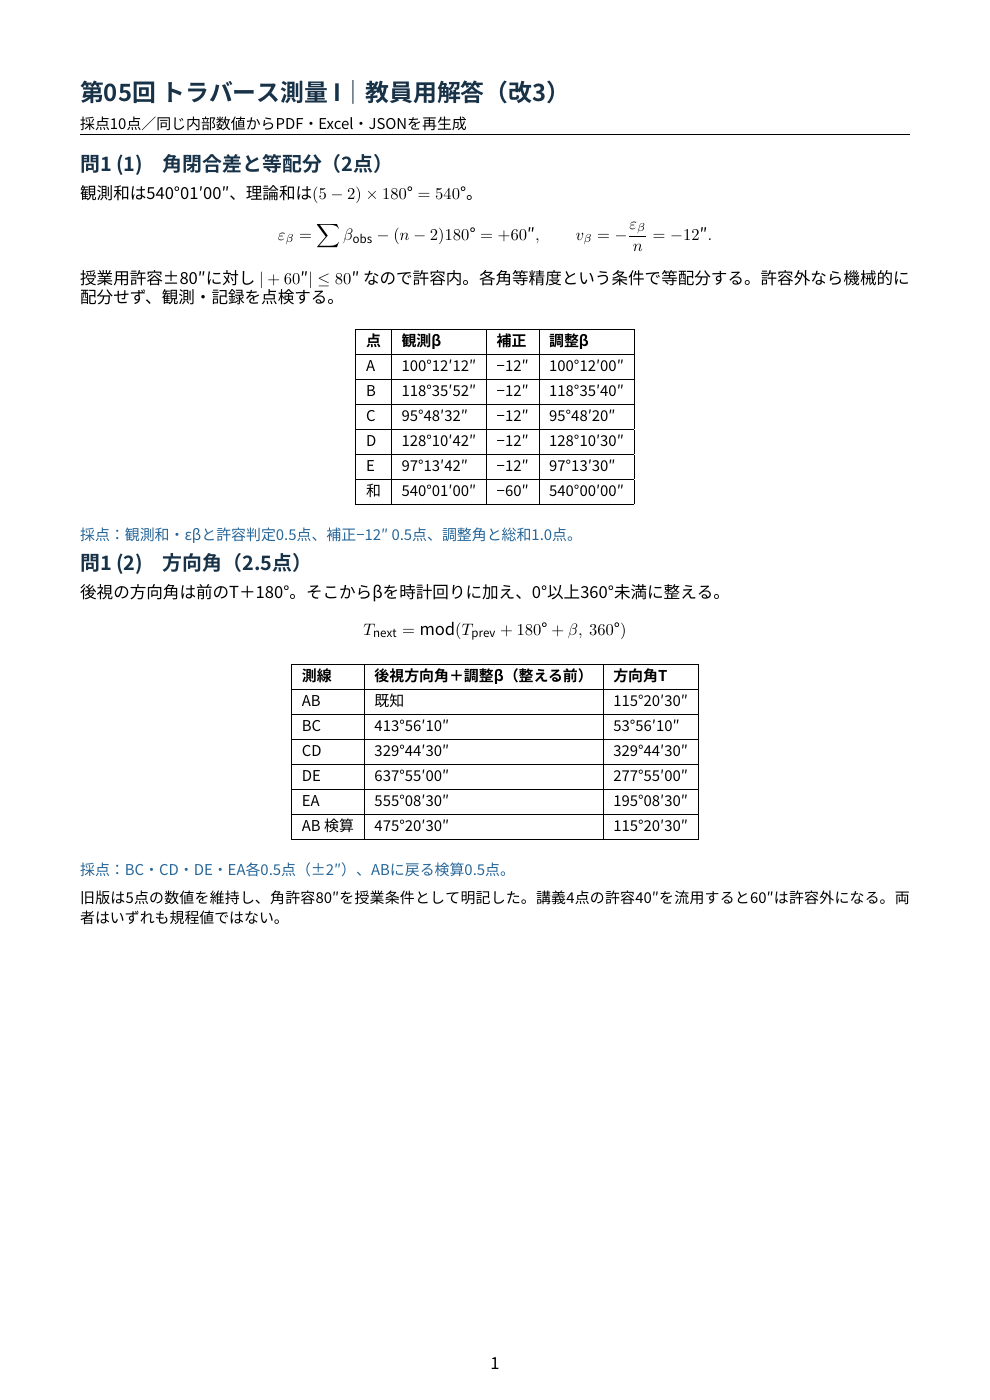 第05回 トラバース測量 I｜教員用解答（改3）
採点10点／同じ内部数値からPDF・Excel・JSONを再生成
問1 (1)　角閉合差と等配分（2点）
観測和は540°01′00″、理論和は(5 − 2) × 180° = 540°。
εβ = ∑ βobs − (n − 2)180° = +60″,　　vβ = −εβ/n = −12″.
授業用許容±80″に対し | + 60″| ≤ 80″ なので許容内。各角等精度という条件で等配分する。許容外なら機械的に
配分せず、観測・記録を点検する。
点 観測β 補正 調整β
A 100°12′12″ −12″ 100°12′00″
B 118°35′52″ −12″ 118°35′40″
C 95°48′32″ −12″ 95°48′20″
D 128°10′42″ −12″ 128°10′30″
E 97°13′42″ −12″ 97°13′30″
和 540°01′00″ −60″ 540°00′00″
採点：観測和・εβと許容判定0.5点、補正−12″ 0.5点、調整角と総和1.0点。
問1 (2)　方向角（2.5点）
後視の方向角は前のT＋180°。そこからβを時計回りに加え、0°以上360°未満に整える。
Tnext = mod(Tprev + 180° + β, 360°)
測線 後視方向角＋調整β（整える前） 方向角T
AB 既知 115°20′30″
BC 413°56′10″ 53°56′10″
CD 329°44′30″ 329°44′30″
DE 637°55′00″ 277°55′00″
EA 555°08′30″ 195°08′30″
AB 検算 475°20′30″ 115°20′30″
採点：BC・CD・DE・EA各0.5点（±2″）、ABに戻る検算0.5点。
旧版は5点の数値を維持し、角許容80″を授業条件として明記した。講義4点の許容40″を流用すると60″は許容外になる。両
者はいずれも規程値ではない。
1